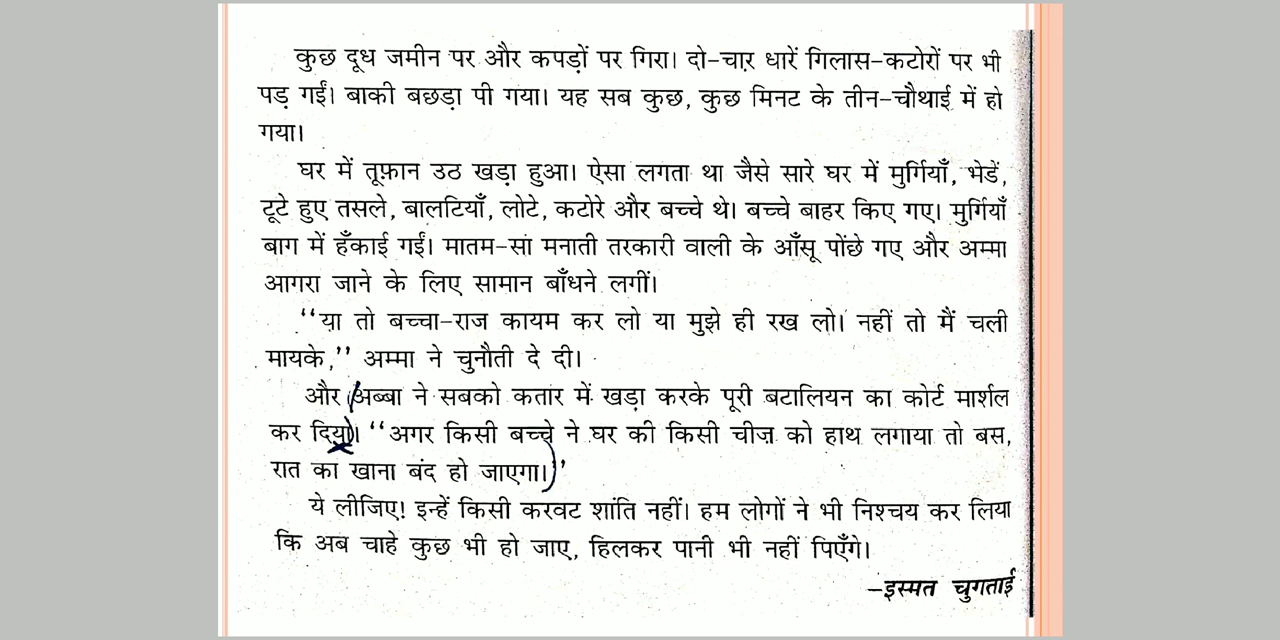 कुछ दूध जमीन पर और कपड़ों पर गिरा। दो-चार धारें गिलास-कटोरों पर भी
पड़ गईं। बाकी बछड़ा पी गया। यह सब कुछ, कुछ मिनट के तीन-चौथाई में हो
गया।
घर में तूफ़ान उठ खड़ा हुआ। ऐसा लगता था जैसे सारे घर में मुर्गियाँ, भेडें,
टूटे हुए तसले, बालटियाँ, लोटे, कटोरे और बच्चे थे। बच्चे बाहर किए गए। मुर्गियाँ
बाग में हँकाई गईं। मातम-सा मनाती तरकारी वाली के आँसू पोंछे गए और अम्मा
आगरा जाने के लिए सामान बाँधने लगीं।
‘‘या तो बच्चा-राज कायम कर लो या मुझे ही रख लो। नहीं तो मैं चली
मायके,’’ अम्मा ने चुनौती दे दी।
और अब्बा ने सबको कतार में खड़ा करके पूरी बटालियन का कोर्ट मार्शल
कर दिया। ‘‘अगर किसी बच्चे ने घर की किसी चीज़ को हाथ लगाया तो बस,
रात का खाना बंद हो जाएगा।’’
ये लीजिए! इन्हें किसी करवट शांति नहीं। हम लोगों ने भी निश्चय कर लिया
कि अब चाहे कुछ भी हो जाए, हिलकर पानी भी नहीं पिएँगे।
–इस्मत चुगताई